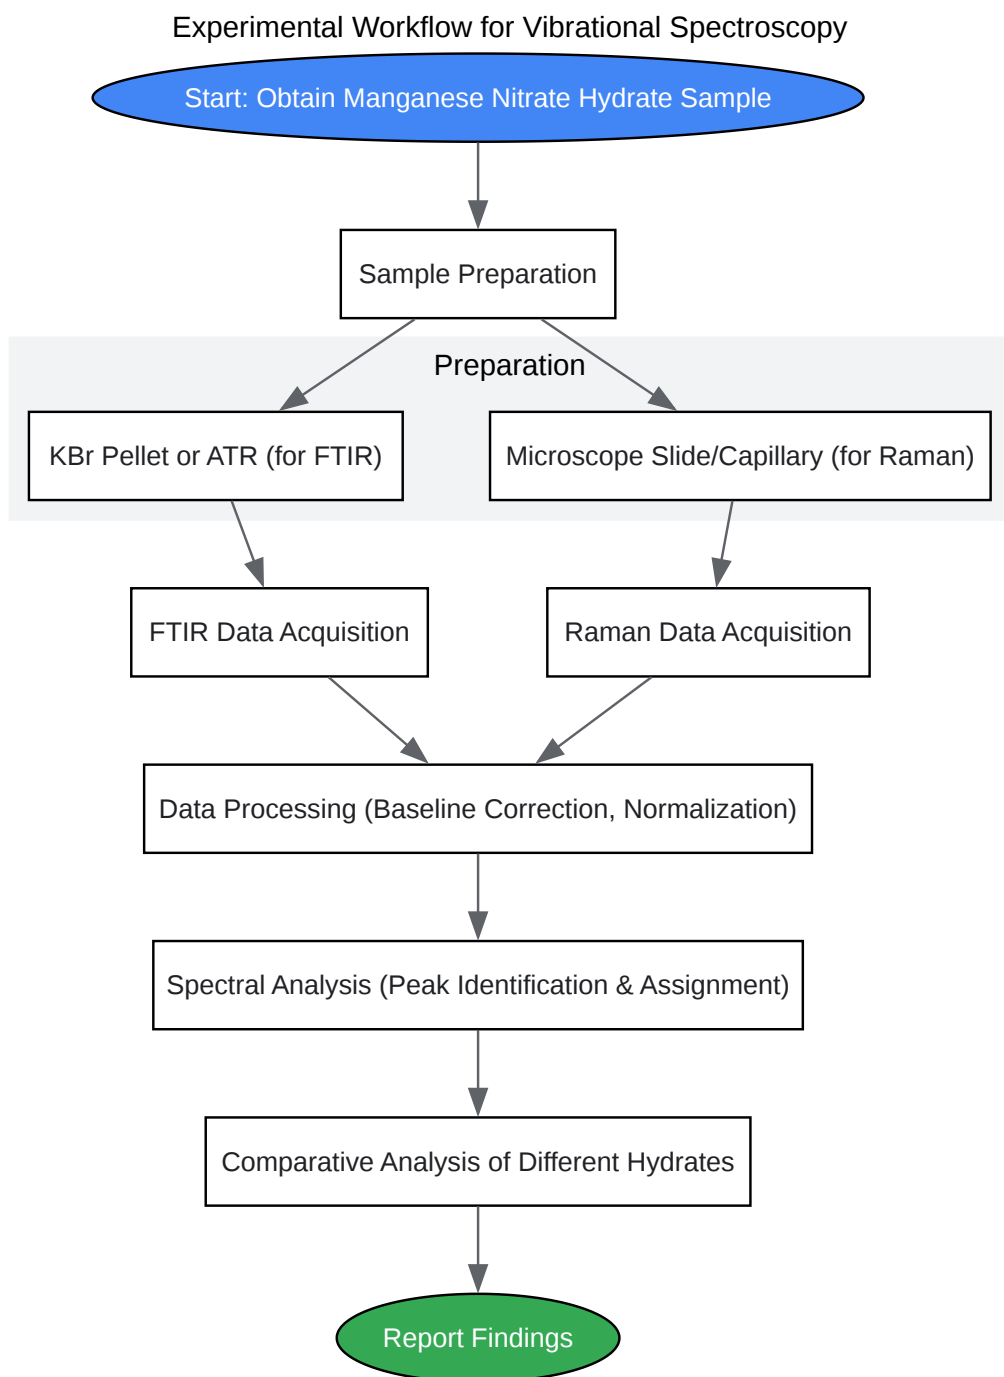 Experimental Workflow for Vibrational Spectroscopy
Start: Obtain Manganese Nitrate Hydrate Sample
Sample Preparation
Preparation
KBr Pellet or ATR (for FTIR)
Microscope Slide/Capillary (for Raman)
FTIR Data Acquisition
Raman Data Acquisition
Data Processing (Baseline Correction, Normalization)
Spectral Analysis (Peak Identification & Assignment)
Comparative Analysis of Different Hydrates
Report Findings